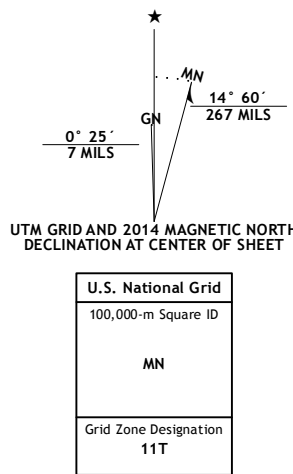 ★
MN
GN
14° 60´
267 MILS
0° 25´
7 MILS
UTM GRID AND 2014 MAGNETIC NORTH
DECLINATION AT CENTER OF SHEET
U.S. National Grid
100,000-m Square ID
MN
Grid Zone Designation
11T